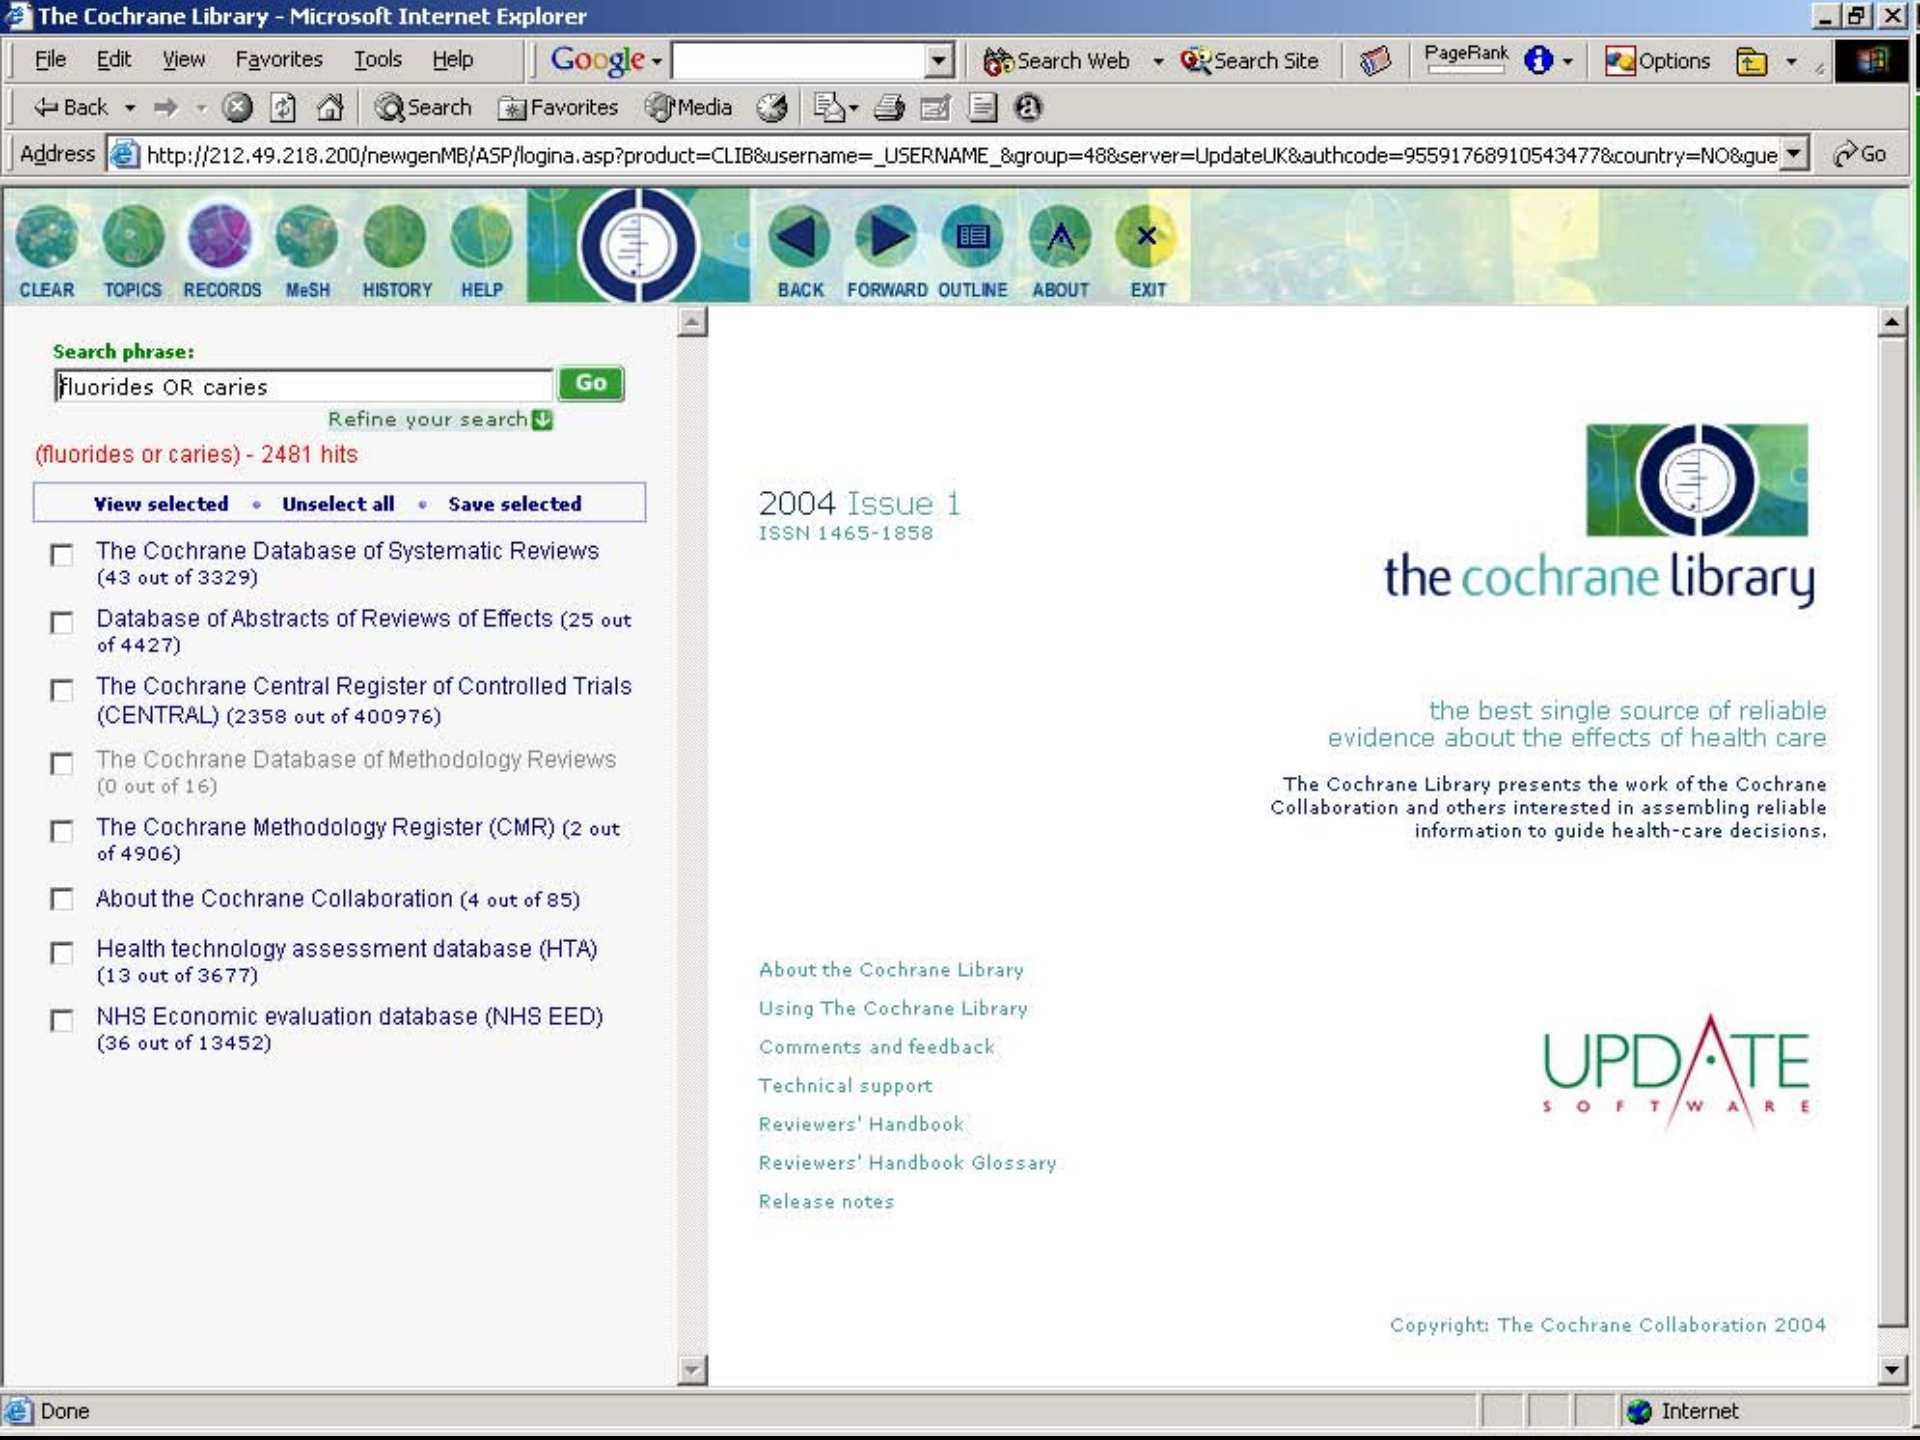 The Cochrane Library - Microsoft Internet Explorer
File Edit View Favorites Tools Help Google Search Web Search Site PageRank Options
Back Search Favorites Media
Address http://212.49.218.200/newgenMB/ASP/logina.asp?product=CLIB&username=_USERNAME_&group=48&server=UpdateUK&authcode=95591768910543477&country=NO&gue Go
CLEAR TOPICS RECORDS MeSH HISTORY HELP BACK FORWARD OUTLINE ABOUT EXIT
Search phrase:
fluorides OR caries Go
Refine your search
(fluorides or caries) - 2481 hits
View selected • Unselect all • Save selected
The Cochrane Database of Systematic Reviews
(43 out of 3329)
Database of Abstracts of Reviews of Effects (25 out
of 4427)
The Cochrane Central Register of Controlled Trials
(CENTRAL) (2358 out of 400976)
The Cochrane Database of Methodology Reviews
(0 out of 16)
The Cochrane Methodology Register (CMR) (2 out
of 4906)
About the Cochrane Collaboration (4 out of 85)
Health technology assessment database (HTA)
(13 out of 3677)
NHS Economic evaluation database (NHS EED)
(36 out of 13452)
2004 Issue 1
ISSN 1465-1858
the cochrane library
the best single source of reliable
evidence about the effects of health care
The Cochrane Library presents the work of the Cochrane
Collaboration and others interested in assembling reliable
information to guide health-care decisions.
About the Cochrane Library
Using The Cochrane Library
Comments and feedback
Technical support
Reviewers' Handbook
Reviewers' Handbook Glossary
Release notes
UPDATE
SOFTWARE
Copyright: The Cochrane Collaboration 2004
Done Internet